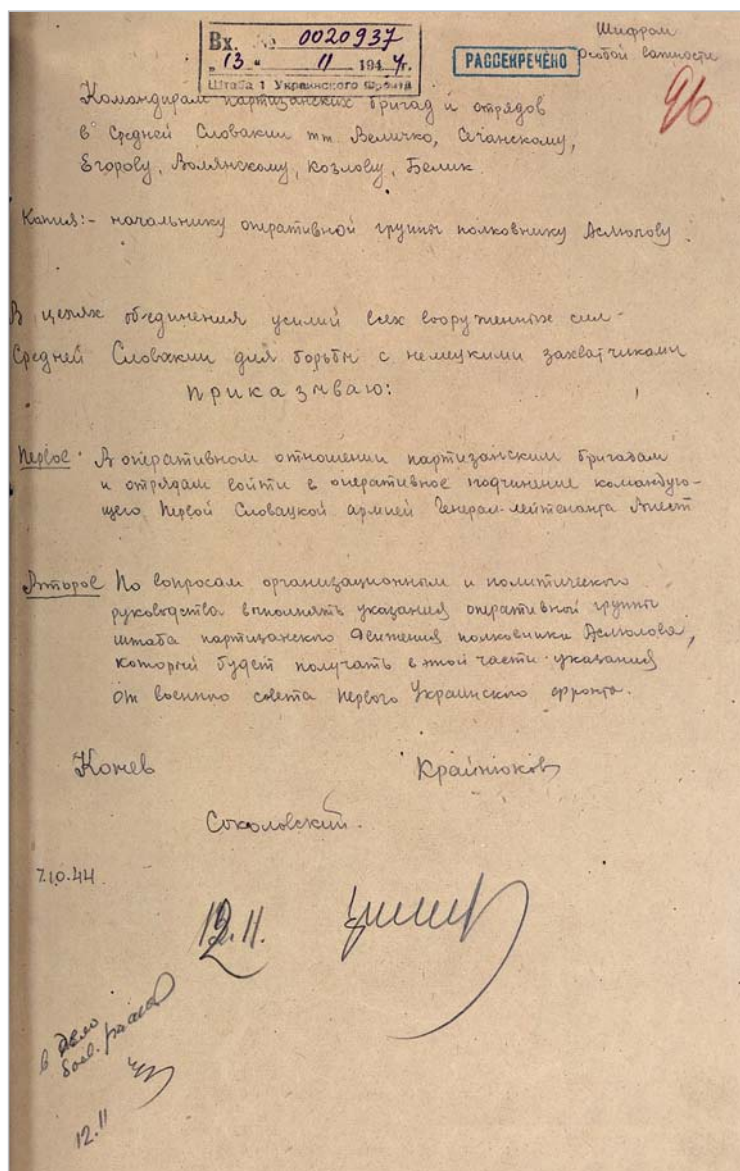 Шифром
Особой важности
Вх. № 0020937
„13“ 11 1944г.
Штаба 1 Украинского фронта
РАССЕКРЕЧЕНО
96
Командирам партизанских бригад и отрядов
в Средней Словакии тт. Величко, Сечанскому,
Егорову, Волянскому, Козлову, Белик.
Копия:- начальнику оперативной группы полковнику Асмолову.
В целях объединения усилий всех вооруженных сил-
Средней Словакии для борьбы с немецкими захватчиками
приказываю:
Первое. В оперативном отношении партизанским бригадам
и отрядам войти в оперативное подчинение командую-
щего Первой Словацкой армией Генерал-лейтенанта Виест
Второе По вопросам организационным и политического
руководства выполнять указания оперативной группы
штаба партизанского движения полковника Асмолова,
который будет получать в этой части указания
От военного совета Первого Украинского фронта.
Конев Крайнюков
Соколовский.
7.10.44
12.11.
в дело
12.11